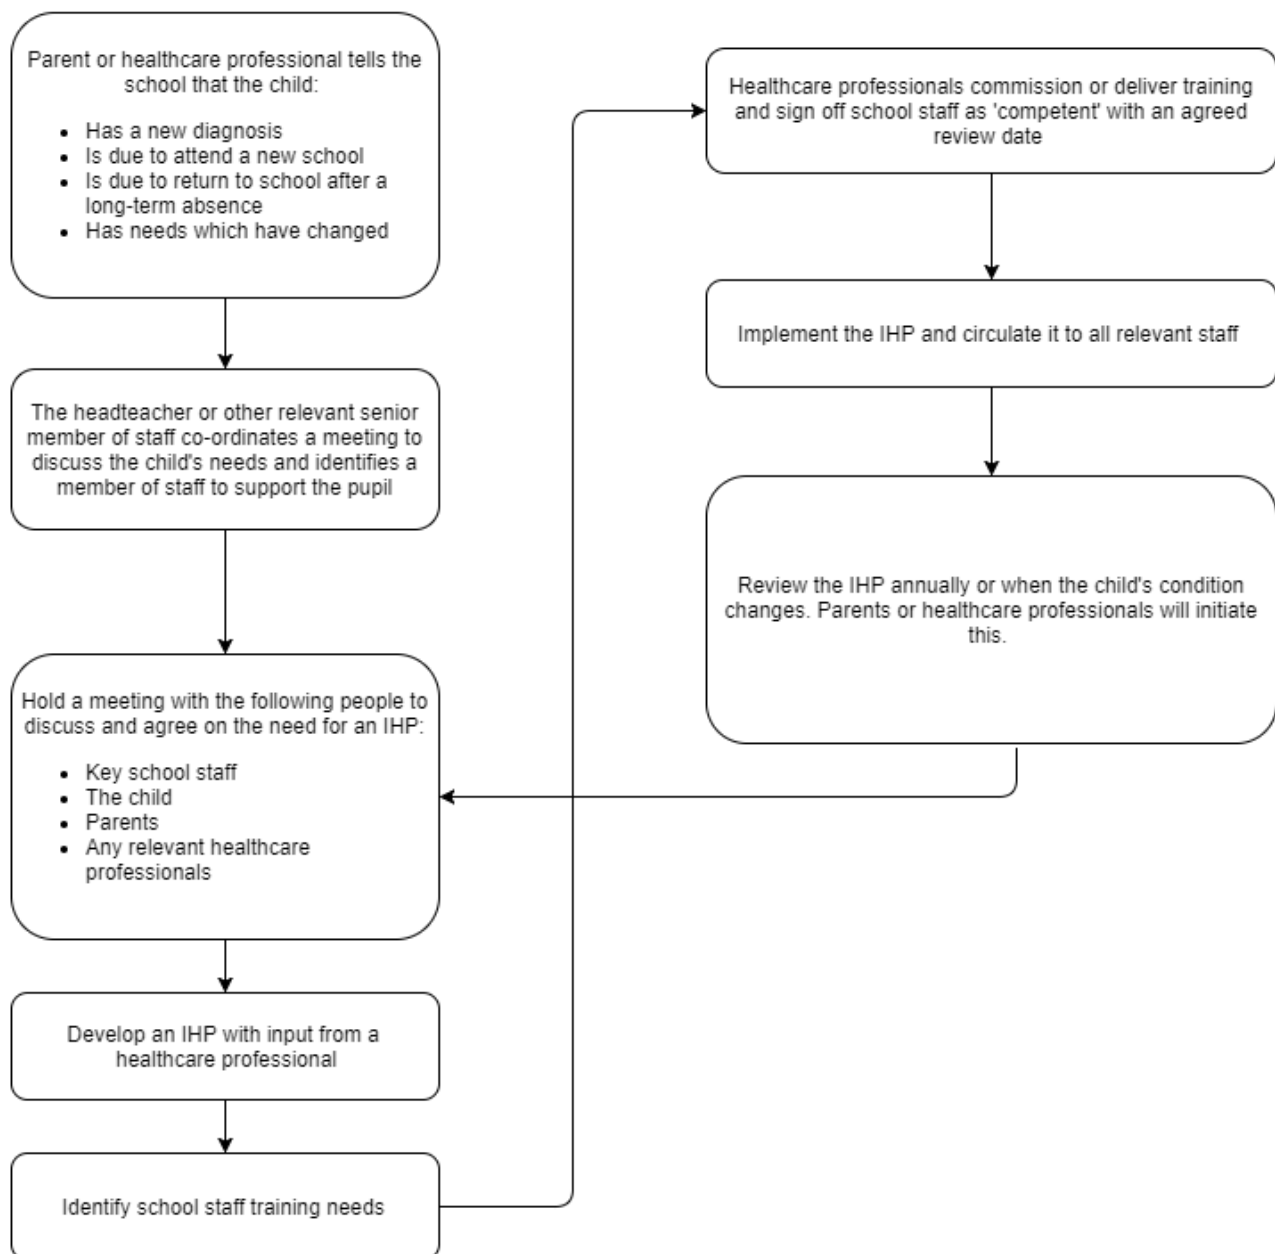 Parent or healthcare professional tells the
school that the child:
• Has a new diagnosis
• Is due to attend a new school
• Is due to return to school after a
long-term absence
• Has needs which have changed
The headteacher or other relevant senior
member of staff co-ordinates a meeting to
discuss the child's needs and identifies a
member of staff to support the pupil
Hold a meeting with the following people to
discuss and agree on the need for an IHP:
• Key school staff
• The child
• Parents
• Any relevant healthcare
professionals
Develop an IHP with input from a
healthcare professional
Identify school staff training needs
Healthcare professionals commission or deliver training
and sign off school staff as 'competent' with an agreed
review date
Implement the IHP and circulate it to all relevant staff
Review the IHP annually or when the child's condition
changes. Parents or healthcare professionals will initiate
this.